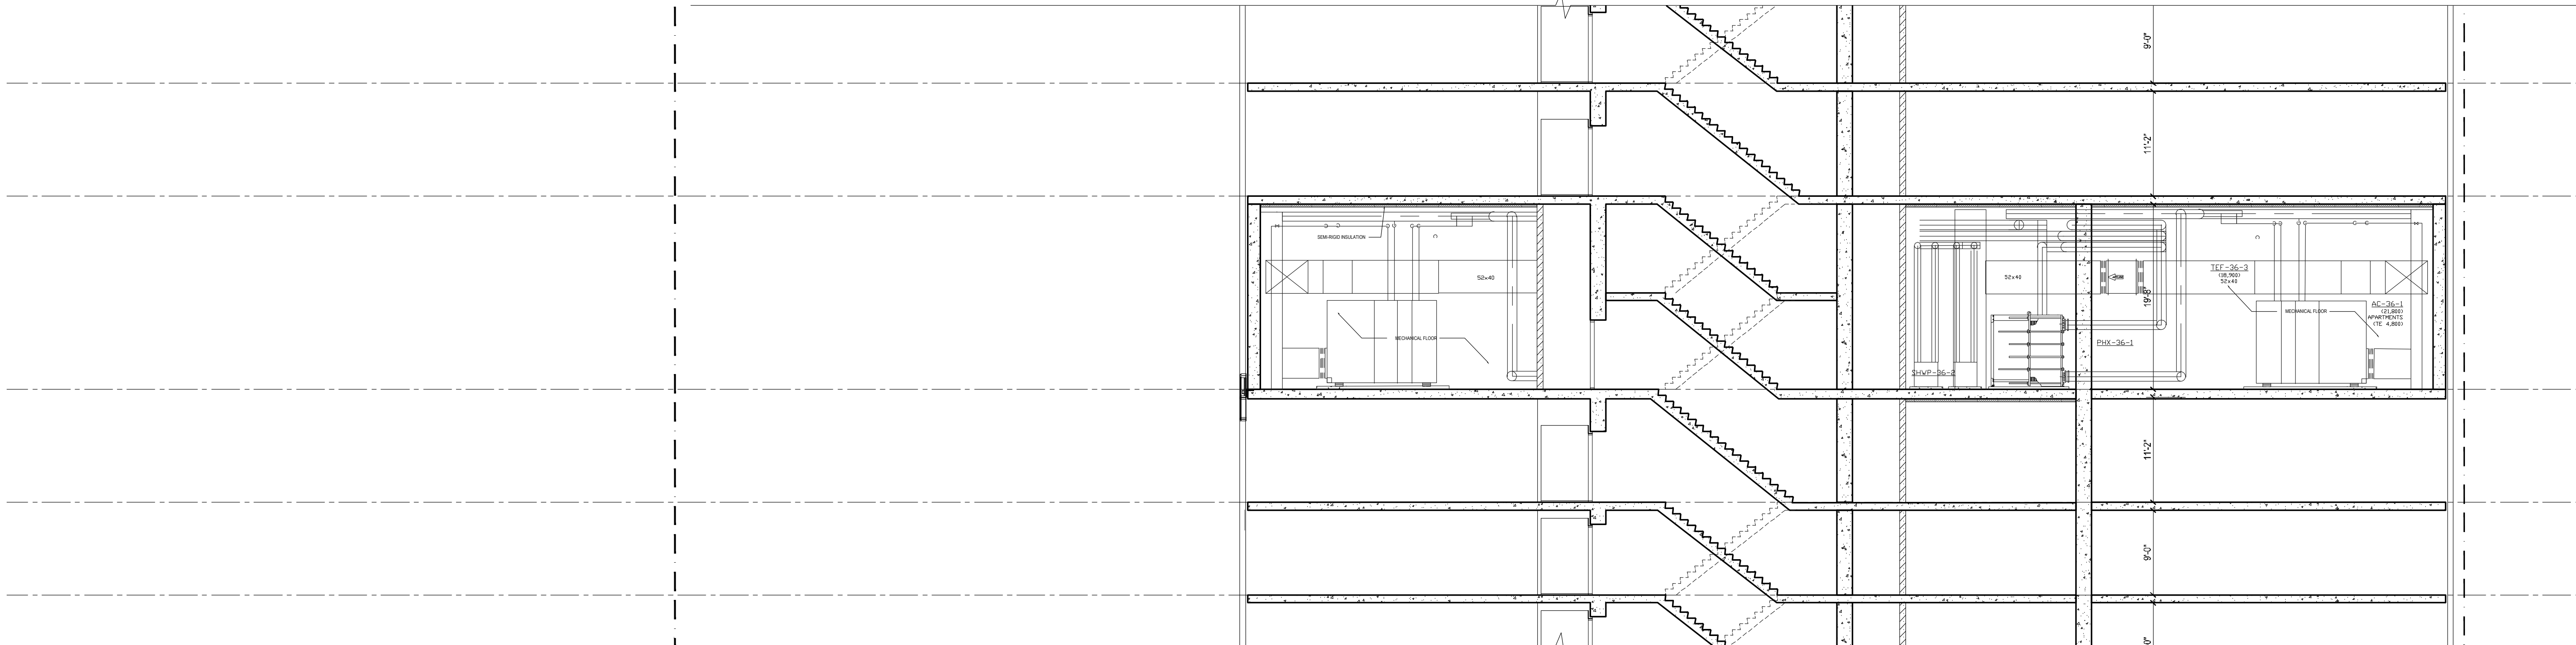 9'-0"
11'-2"
SEMI-RIGID INSULATION
52x40
MECHANICAL FLOOR
52x40
TEF-36-3
(18,900)
52x40
19'-8"
AC-36-1
(21,800)
APARTMENTS
(TE 4,800)
MECHANICAL FLOOR
PHX-36-1
SHWP-36-2
11'-2"
9'-0"